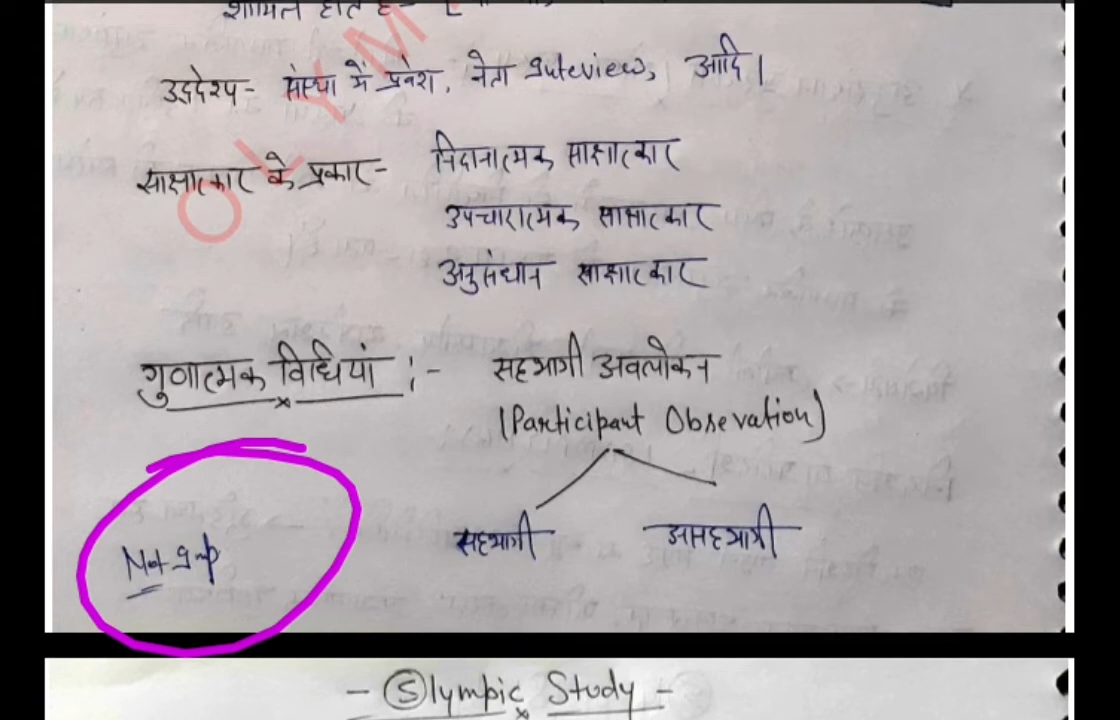 शामिल होते है-
उद्देश्य- संस्था में प्रवेश, नेता Interview, आदि।
साक्षात्कार के प्रकार- निदानात्मक साक्षात्कार
उपचारात्मक साक्षात्कार
अनुसंधान साक्षात्कार
गुणात्मक विधियां :- सहभागी अवलोकन
(Participant Observation)
सहभागी असहभागी
Not Imp
- Olympic Study -